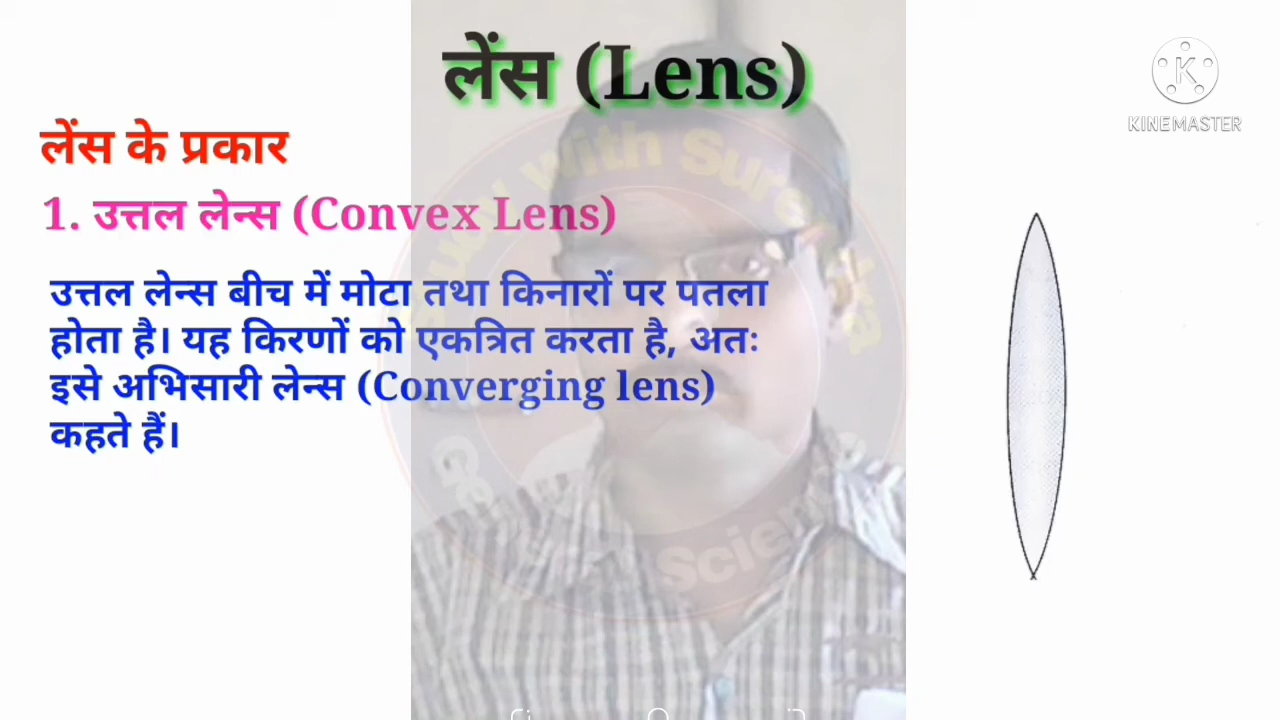 लेंस (Lens)
KINEMASTER
लेंस के प्रकार
1. उत्तल लेन्स (Convex Lens)
उत्तल लेन्स बीच में मोटा तथा किनारों पर पतला
होता है। यह किरणों को एकत्रित करता है, अतः
इसे अभिसारी लेन्स (Converging lens)
कहते हैं।
with